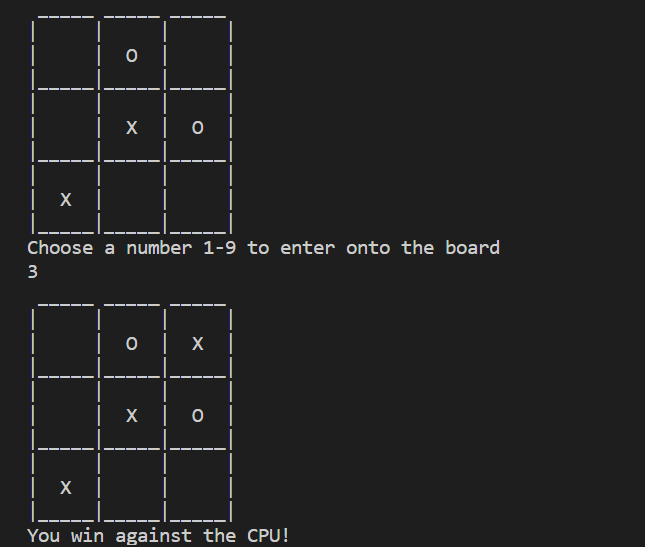 O
X O
X
Choose a number 1-9 to enter onto the board
3
O X
X O
X
You win against the CPU!